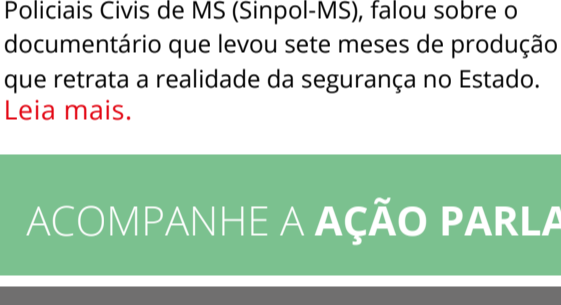 Policiais Civis de MS (Sinpol-MS), falou sobre o
documentário que levou sete meses de produção
que retrata a realidade da segurança no Estado.
Leia mais.
ACOMPANHE A AÇÃO PARLA